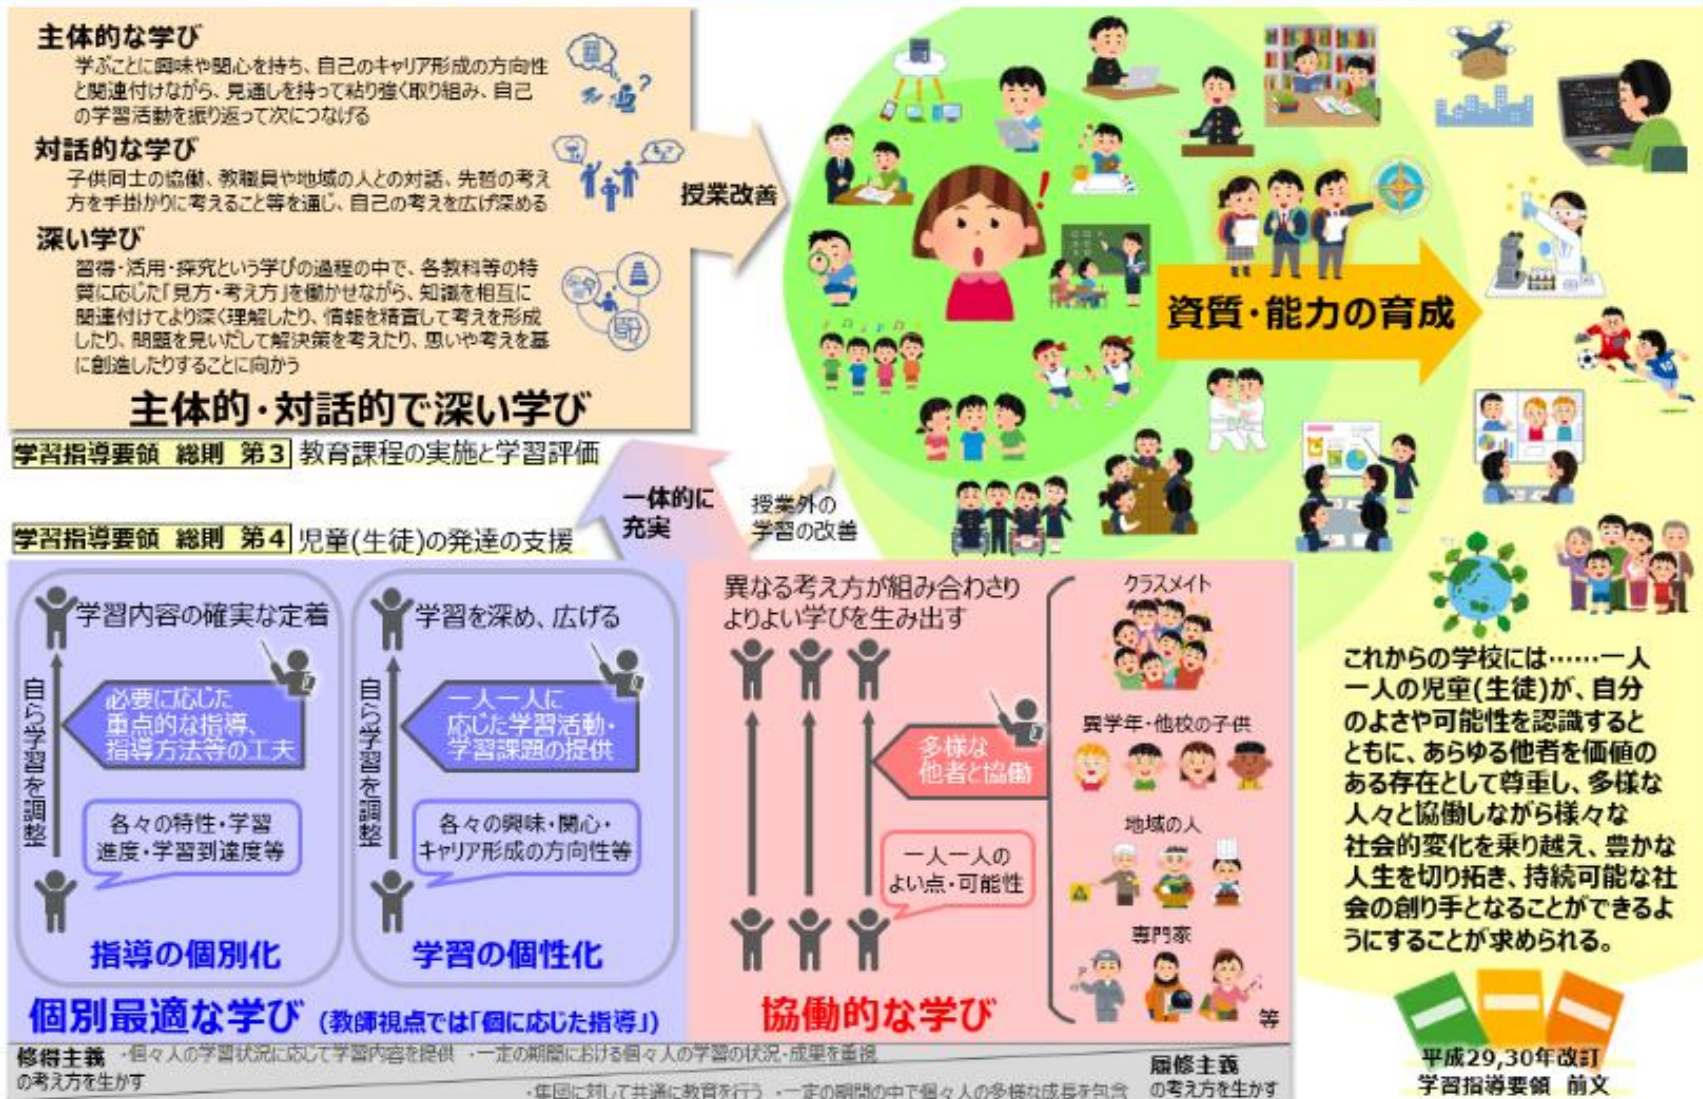 主体的な学び
学ぶことに興味や関心を持ち、自己のキャリア形成の方向性
と関連付けながら、見通しを持って粘り強く取り組み、自己
の学習活動を振り返って次につなげる
対話的な学び
子供同士の協働、教職員や地域の人との対話、先哲の考え
方を手掛かりに考えること等を通じ、自己の考えを広げ深める
深い学び
習得・活用・探究という学びの過程の中で、各教科等の特
質に応じた「見方・考え方」を働かせながら、知識を相互に
関連付けてより深く理解したり、情報を精査して考えを形成
したり、問題を見いだして解決策を考えたり、思いや考えを基
に創造したりすることに向かう
主体的・対話的で深い学び
授業改善
資質・能力の育成
学習指導要領 総則 第3 教育課程の実施と学習評価
一体的に
充実
授業外の
学習の改善
学習指導要領 総則 第4 児童(生徒)の発達の支援
学習内容の確実な定着
自ら学習を調整
必要に応じた
重点的な指導、
指導方法等の工夫
各々の特性・学習
進度・学習到達度等
指導の個別化
学習を深め、広げる
自ら学習を調整
一人一人に
応じた学習活動・
学習課題の提供
各々の興味・関心・
キャリア形成の方向性等
学習の個性化
個別最適な学び (教師視点では「個に応じた指導」)
異なる考え方が組み合わさり
よりよい学びを生み出す
多様な
他者と協働
一人一人の
よい点・可能性
協働的な学び
クラスメイト
異学年・他校の子供
地域の人
専門家
等
これからの学校には……一人
一人の児童(生徒)が、自分
のよさや可能性を認識すると
ともに、あらゆる他者を価値の
ある存在として尊重し、多様な
人々と協働しながら様々な
社会的変化を乗り越え、豊かな
人生を切り拓き、持続可能な社
会の創り手となることができるよ
うにすることが求められる。
平成29,30年改訂
学習指導要領 前文
修得主義 ・個々人の学習状況に応じて学習内容を提供 ・一定の期間における個々人の学習の状況・成果を重視
の考え方を生かす
履修主義
・集団に対して共通に教育を行う ・一定の期間の中で個々人の多様な成長を包含 の考え方を生かす